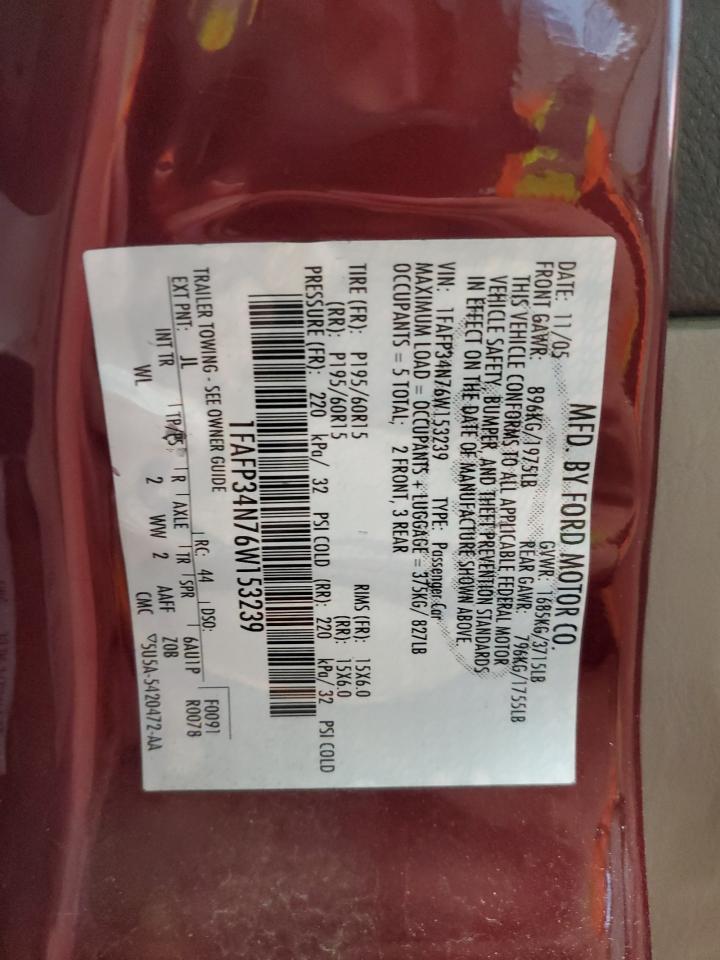 MFD. BY FORD MOTOR CO.
DATE: 11/05 GVWR: 1685KG/3715LB
FRONT GAWR: 896KG/1975LB REAR GAWR: 796KG/1755LB
THIS VEHICLE CONFORMS TO ALL APPLICABLE FEDERAL MOTOR
VEHICLE SAFETY, BUMPER, AND THEFT PREVENTION STANDARDS
IN EFFECT ON THE DATE OF MANUFACTURE SHOWN ABOVE.
VIN: 1FAFP34N76W153239 TYPE: Passenger Car
MAXIMUM LOAD = OCCUPANTS + LUGGAGE = 375KG/ 827LB
OCCUPANTS = 5 TOTAL; 2 FRONT, 3 REAR
TIRE (FR): P195/60R15 RIMS (FR): 15X6.0
(RR): P195/60R15 (RR): 15X6.0
PRESSURE (FR): 220 kPa/ 32 PSI COLD (RR): 220 kPa/ 32 PSI COLD
1FAFP34N76W153239
TRAILER TOWING - SEE OWNER GUIDE
EXT PNT: JL RC: 44 DSO: F0091
INT TR TP/PS R AXLE TR SPR 6AU11P R0078
WL 2 WW 2 AAFF Z0B
CMC ▽5U5A-5420472-AA